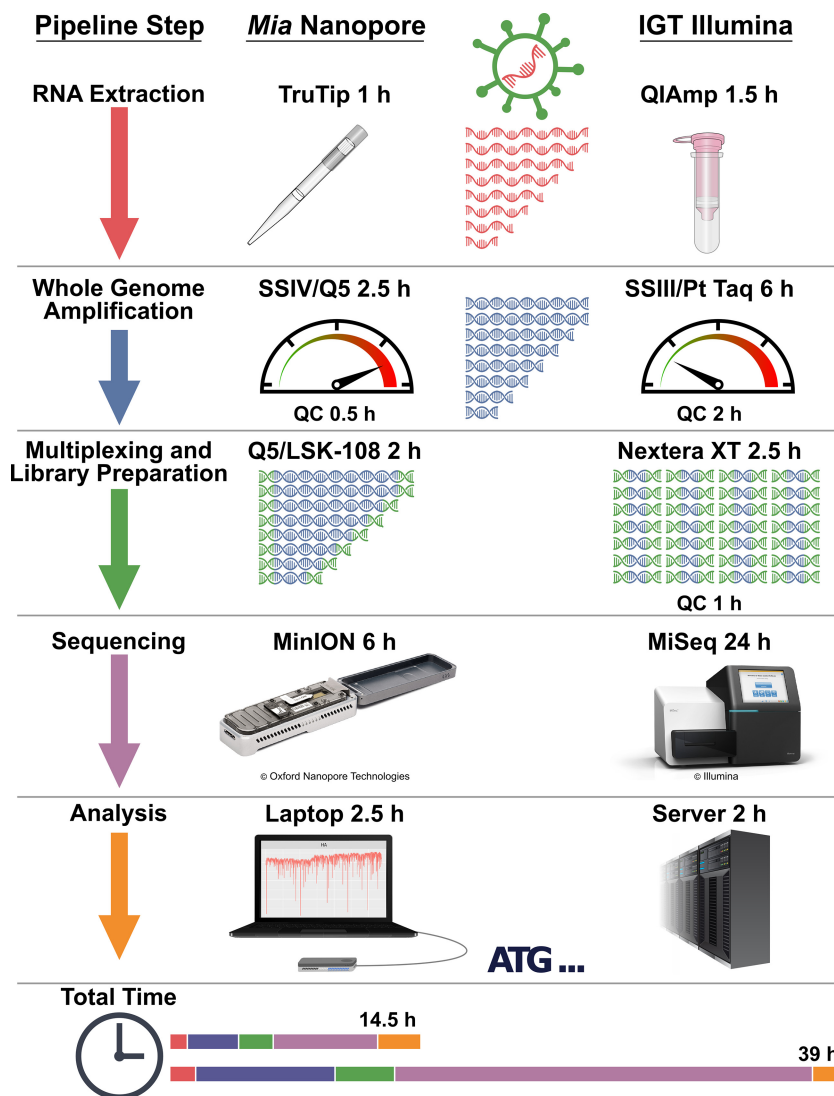 Pipeline Step
Mia Nanopore
IGT Illumina
RNA Extraction
TruTip 1 h
QIAmp 1.5 h
Whole Genome
Amplification
SSIV/Q5 2.5 h
SSIII/Pt Taq 6 h
QC 0.5 h
QC 2 h
Multiplexing and
Library Preparation
Q5/LSK-108 2 h
Nextera XT 2.5 h
QC 1 h
Sequencing
MinION 6 h
MiSeq 24 h
© Oxford Nanopore Technologies
© Illumina
Analysis
Laptop 2.5 h
Server 2 h
HA
ATG ...
Total Time
14.5 h
39 h